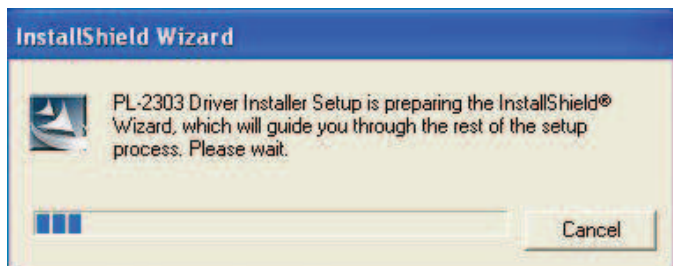 InstallShield Wizard
PL-2303 Driver Installer Setup is preparing the InstallShield®
Wizard, which will guide you through the rest of the setup
process. Please wait.
Cancel